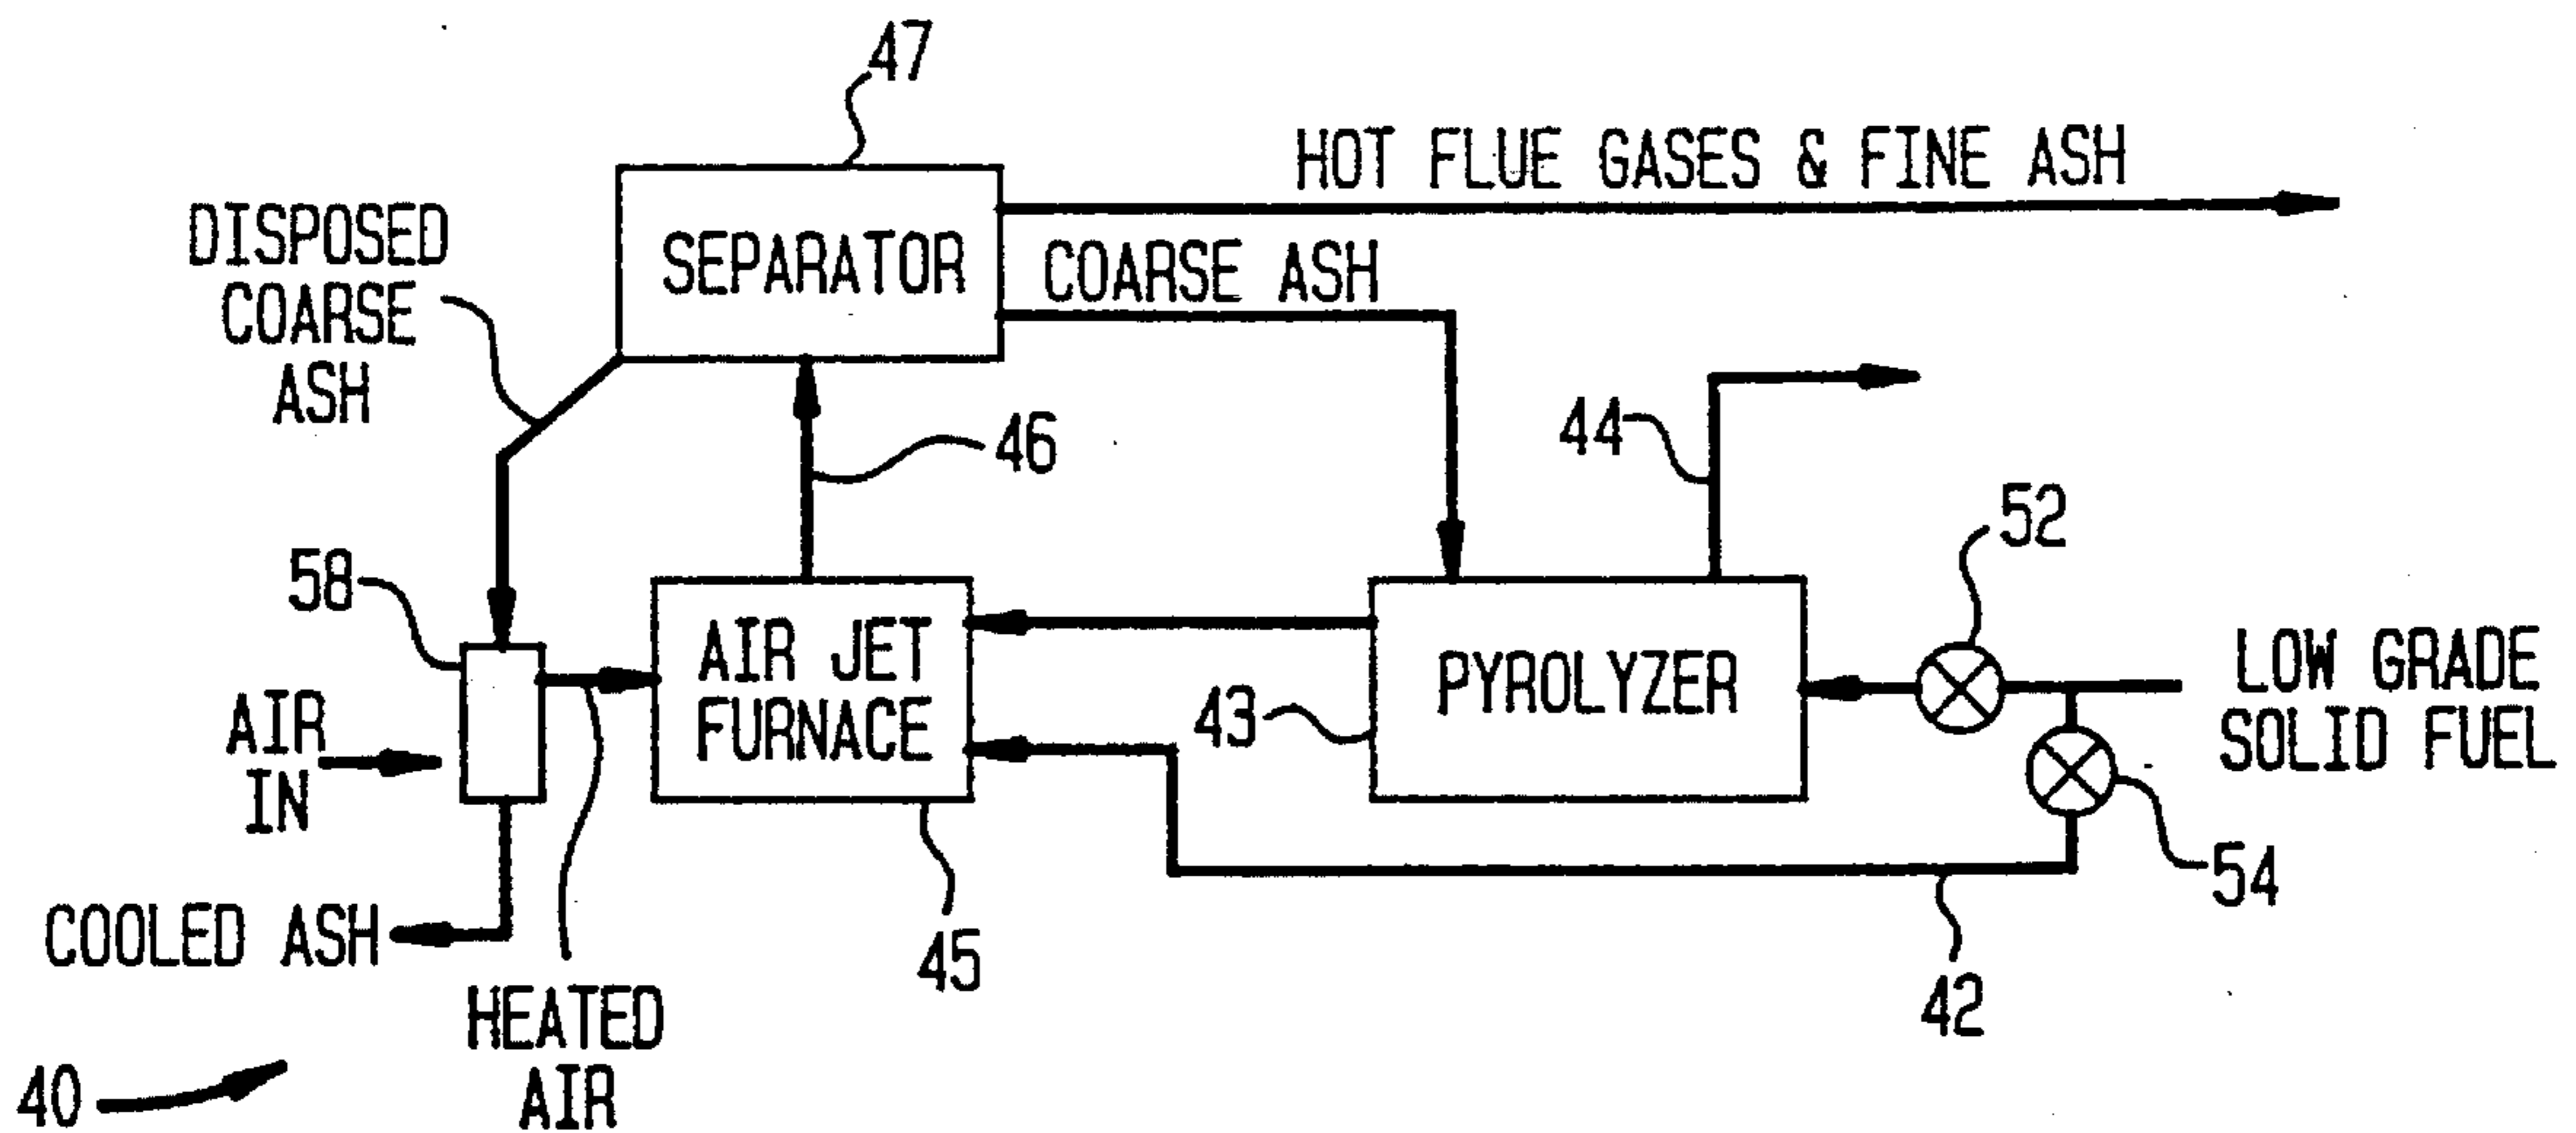 47
HOT FLUE GASES & FINE ASH
DISPOSED
COARSE
ASH
SEPARATOR
COARSE ASH
46
44
52
58
AIR JET
FURNACE
PYROLYZER
43
LOW GRADE
SOLID FUEL
AIR
IN
54
COOLED ASH
45
42
HEATED
AIR
40